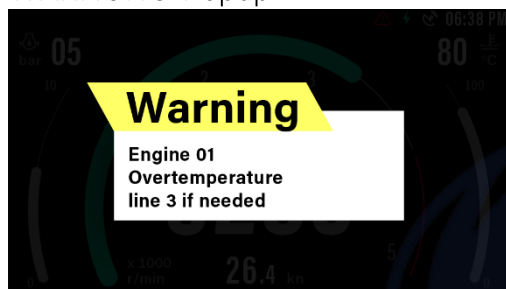 06:38 PM
bar 05
80 °C
10
2
3
100
Warning
Engine 01
Overtemperature
line 3 if needed
5
x 1000
r/min
26.4 kn
0
0